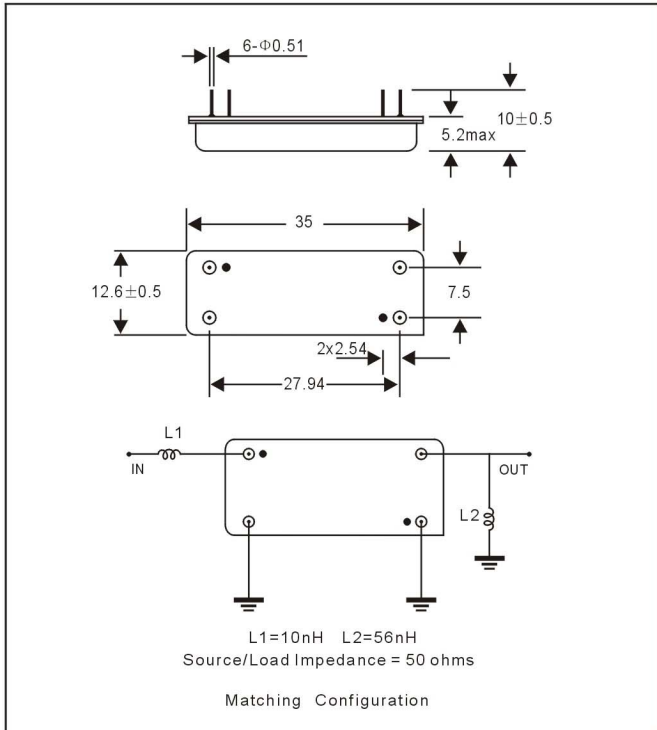 6-Φ0.51
10±0.5
5.2max
35
12.6±0.5
7.5
2x2.54
27.94
L1
IN
OUT
L2
L1=10nH L2=56nH
Source/Load Impedance = 50 ohms
Matching Configuration